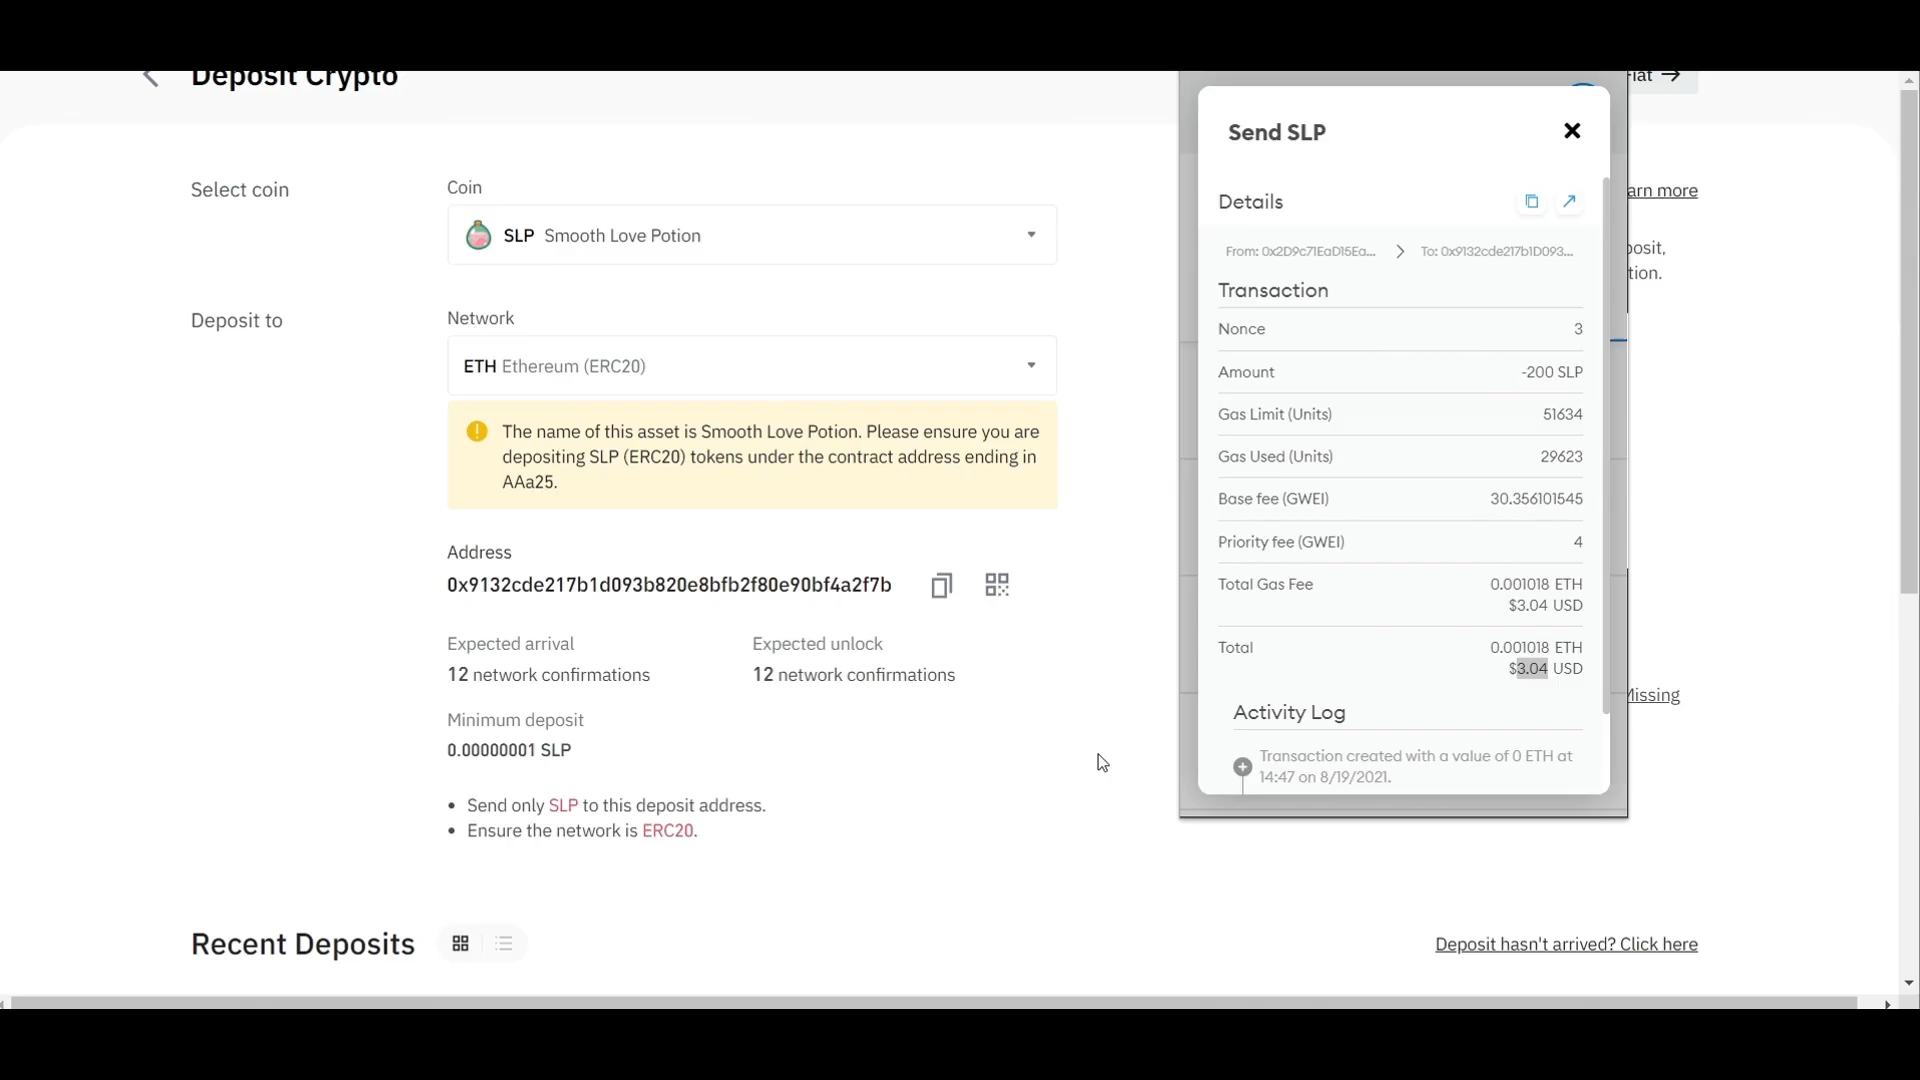 Deposit Crypto
Fiat →
Select coin
Coin
SLP Smooth Love Potion
Deposit to
Network
ETH Ethereum (ERC20)
The name of this asset is Smooth Love Potion. Please ensure you are
depositing SLP (ERC20) tokens under the contract address ending in
AAa25.
Address
0x9132cde217b1d093b820e8bfb2f80e90bf4a2f7b
Expected arrival
12 network confirmations
Expected unlock
12 network confirmations
Minimum deposit
0.00000001 SLP
• Send only SLP to this deposit address.
• Ensure the network is ERC20.
Recent Deposits
Deposit hasn't arrived? Click here
Send SLP
Details
From: 0x2D9c71EaD15Ea... > To: 0x9132cde217b1D093...
Transaction
Nonce 3
Amount -200 SLP
Gas Limit (Units) 51634
Gas Used (Units) 29623
Base fee (GWEI) 30.356101545
Priority fee (GWEI) 4
Total Gas Fee 0.001018 ETH
$3.04 USD
Total 0.001018 ETH
$3.04 USD
Activity Log
Transaction created with a value of 0 ETH at
14:47 on 8/19/2021.
arn more
posit,
tion.
Missing